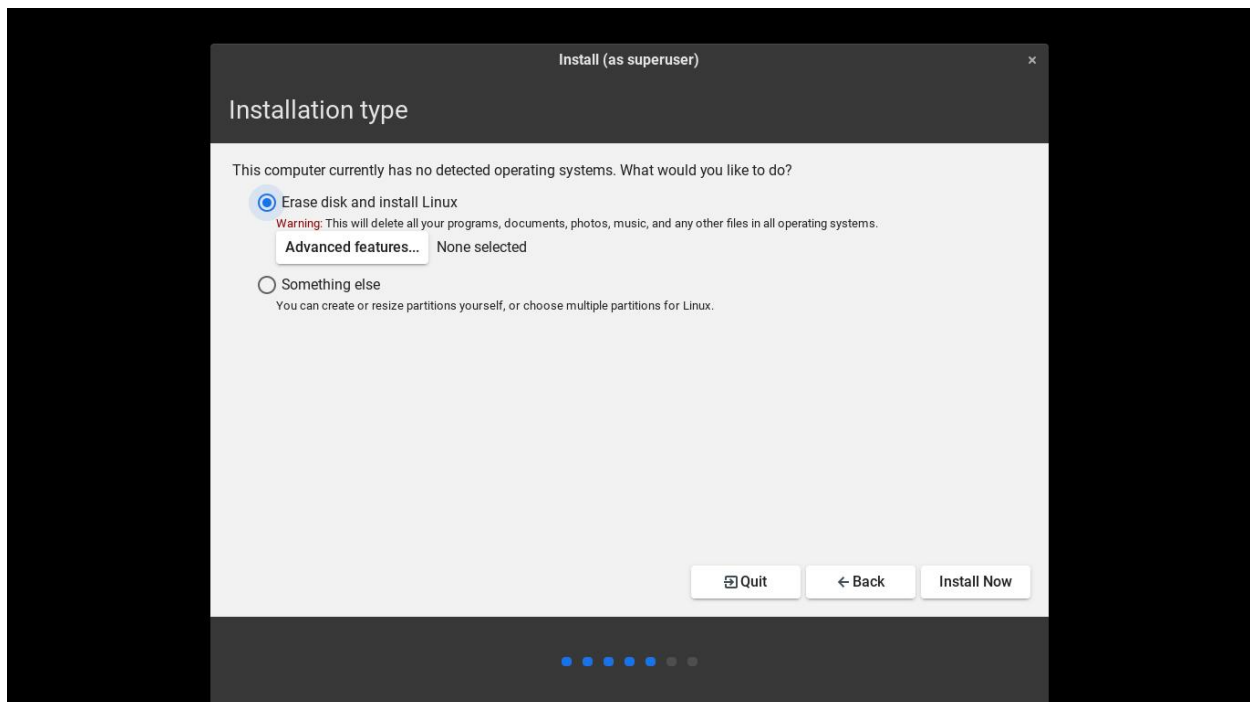 Install (as superuser)
×
Installation type
This computer currently has no detected operating systems. What would you like to do?
Erase disk and install Linux
Warning: This will delete all your programs, documents, photos, music, and any other files in all operating systems.
Advanced features... None selected
Something else
You can create or resize partitions yourself, or choose multiple partitions for Linux.
Quit Back Install Now